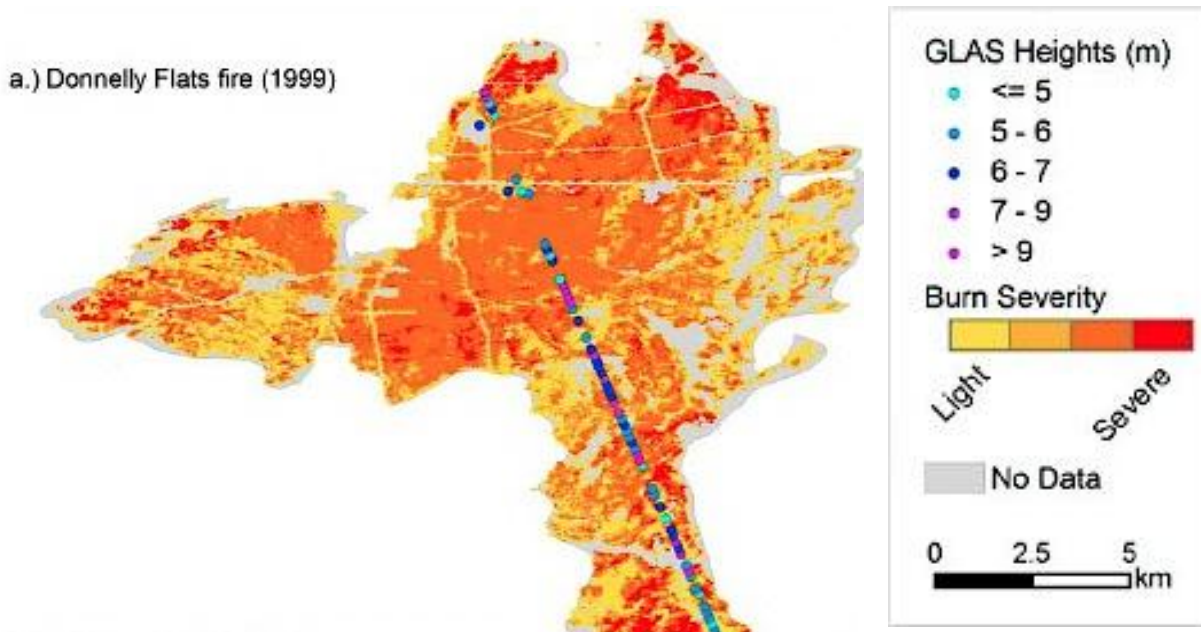 a.) Donnelly Flats fire (1999)
GLAS Heights (m)
<= 5
5 - 6
6 - 7
7 - 9
> 9
Burn Severity
Light
Severe
No Data
0 2.5 5
km